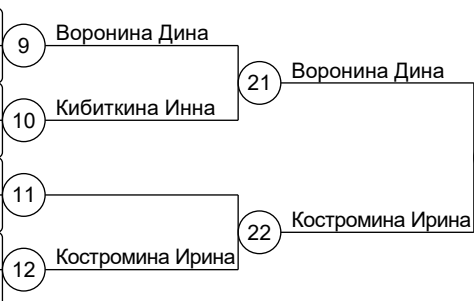 9 Воронина Дина
21 Воронина Дина
10 Кибиткина Инна
11
22 Костромина Ирина
12 Костромина Ирина